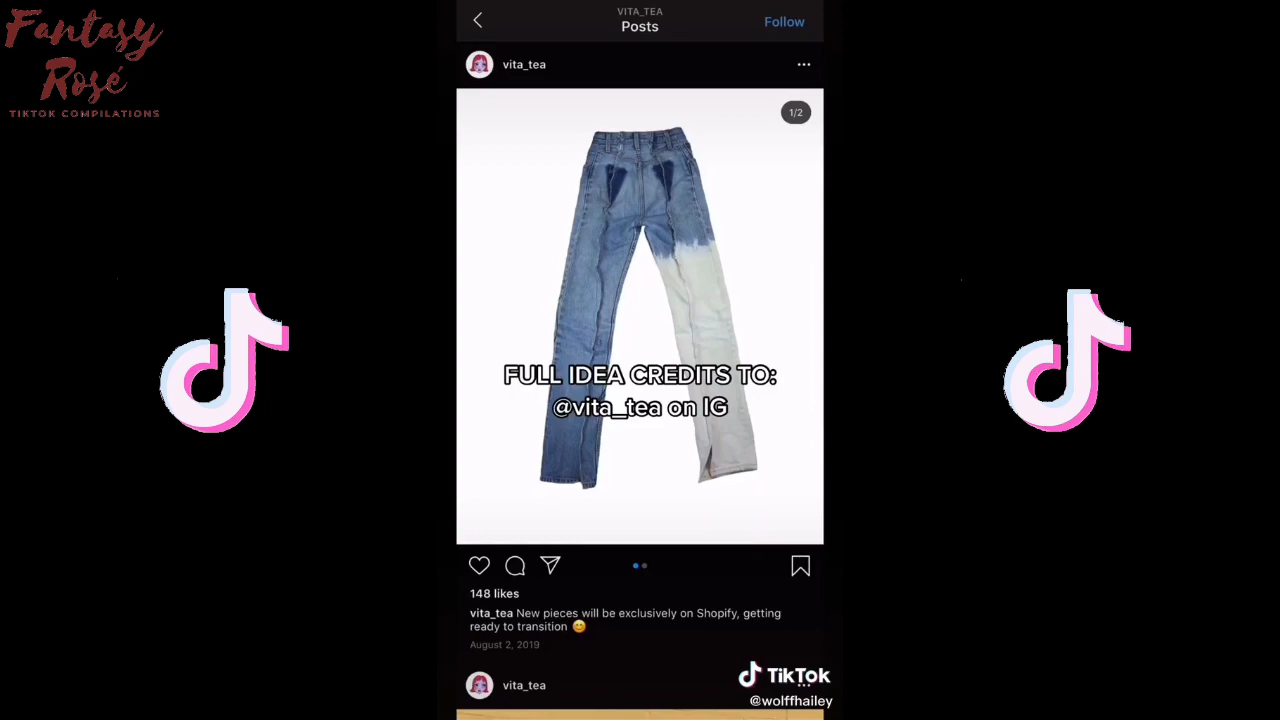 Fantasy
Rosé
TIKTOK COMPILATIONS
VITA_TEA
Posts
Follow
vita_tea
1/2
FULL IDEA CREDITS TO:
@vita_tea on IG
148 likes
vita_tea New pieces will be exclusively on Shopify, getting
ready to transition 😊
August 2, 2019
vita_tea
TikTok
@wolffhailey